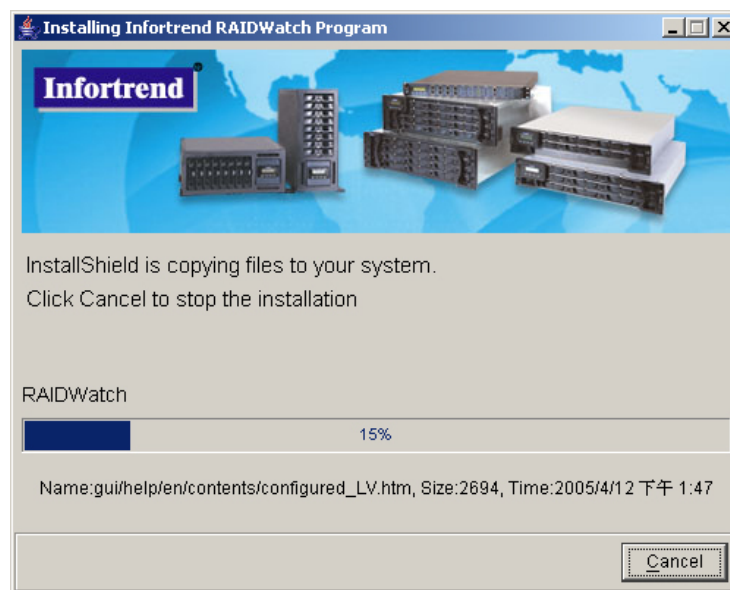 Installing Infortrend RAIDWatch Program
Infortrend
InstallShield is copying files to your system.
Click Cancel to stop the installation
RAIDWatch
15%
Name:gui/help/en/contents/configured_LV.htm, Size:2694, Time:2005/4/12 下午 1:47
Cancel